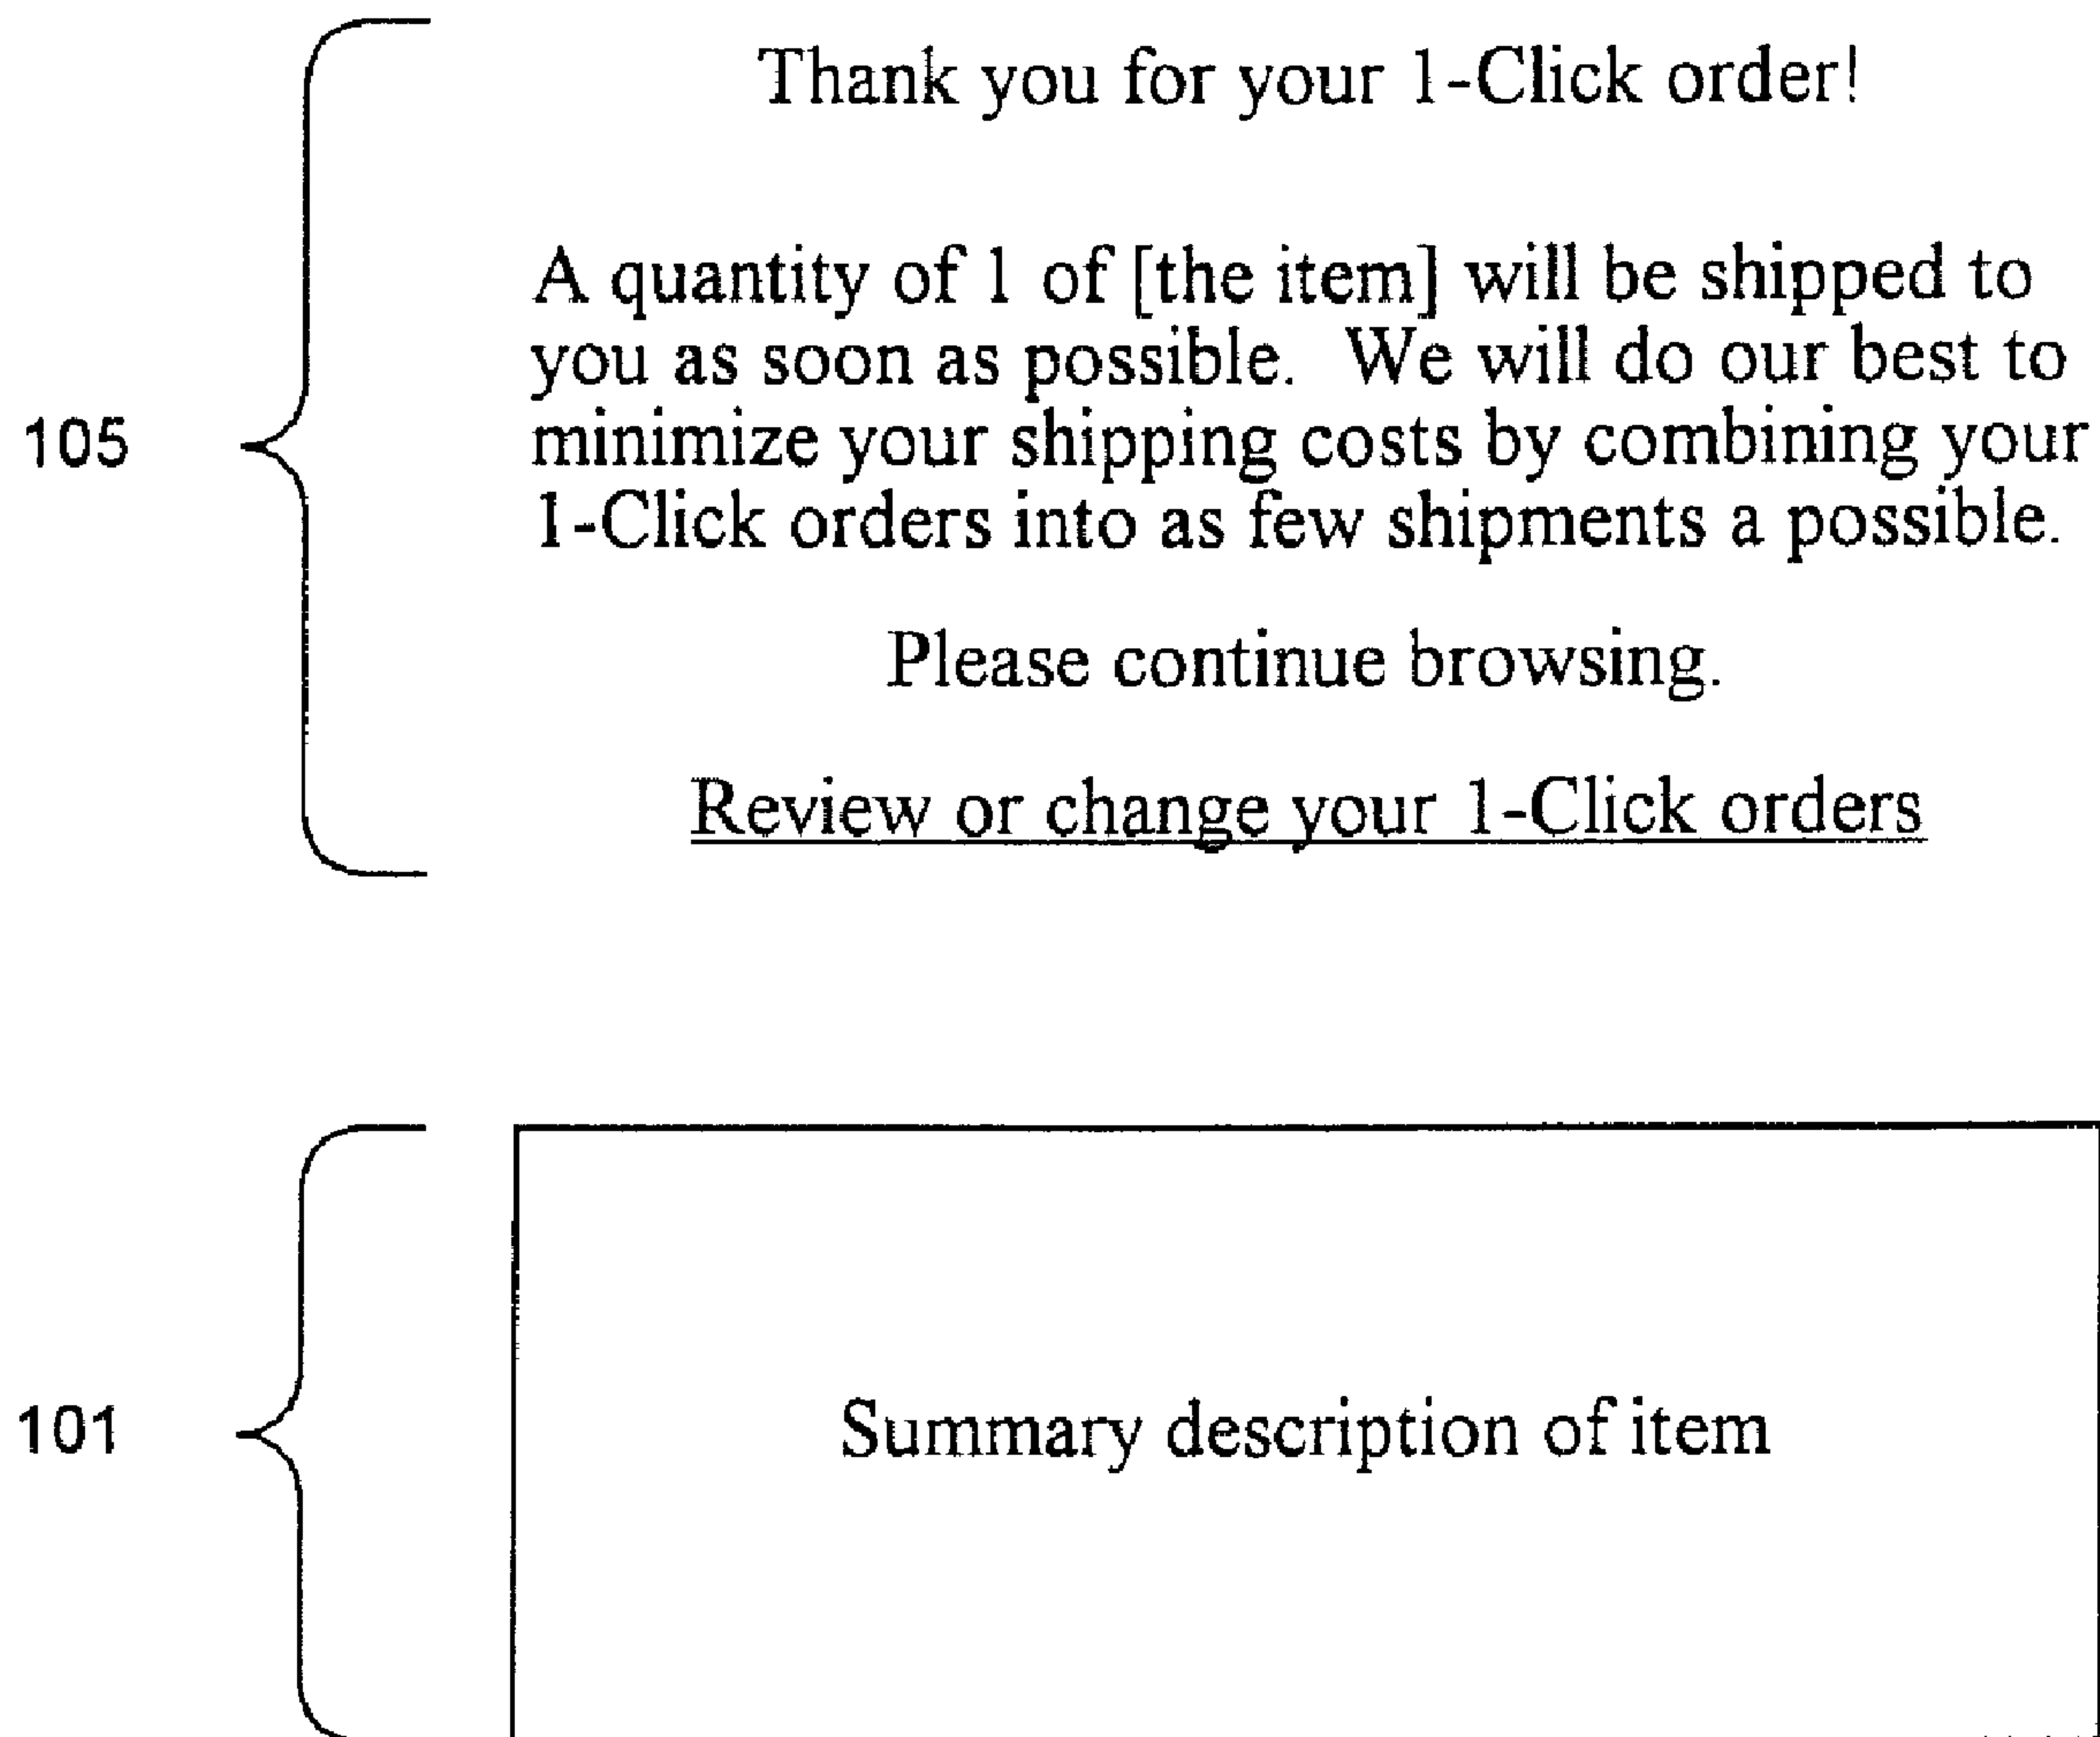 Thank you for your 1-Click order!
A quantity of 1 of [the item] will be shipped to
you as soon as possible. We will do our best to
minimize your shipping costs by combining your
1-Click orders into as few shipments a possible.
105
Please continue browsing.
Review or change your 1-Click orders
101
Summary description of item